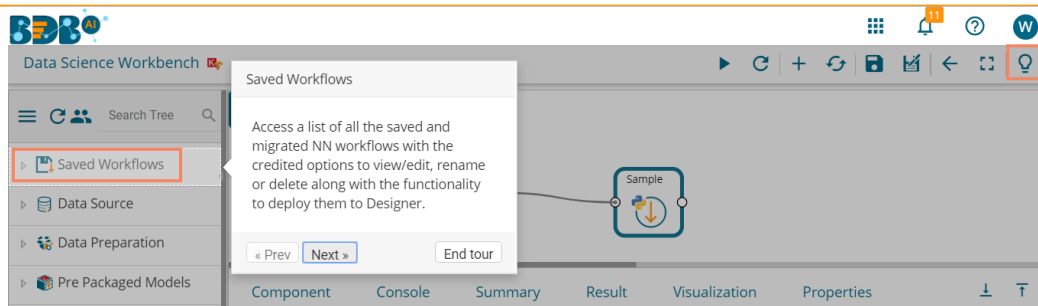 BDB AI
11
W
Data Science Workbench
Search Tree
Saved Workflows
Data Source
Data Preparation
Pre Packaged Models
Saved Workflows
Access a list of all the saved and
migrated NN workflows with the
credited options to view/edit, rename
or delete along with the functionality
to deploy them to Designer.
« Prev Next » End tour
Sample
Component Console Summary Result Visualization Properties